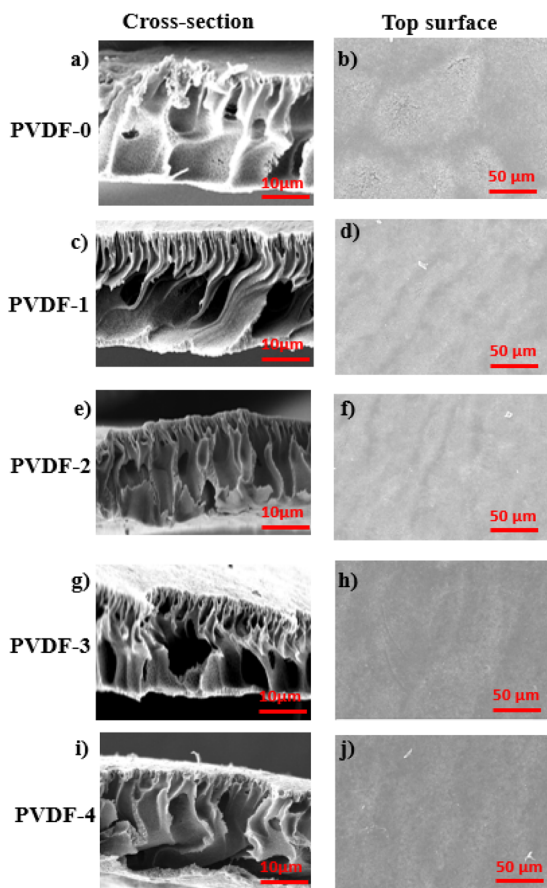 Cross-section Top surface
a) b)
PVDF-0
10µm 50 µm
c) d)
PVDF-1
10µm 50 µm
e) f)
PVDF-2
10µm 50 µm
g) h)
PVDF-3
10µm 50 µm
i) j)
PVDF-4
10µm 50 µm